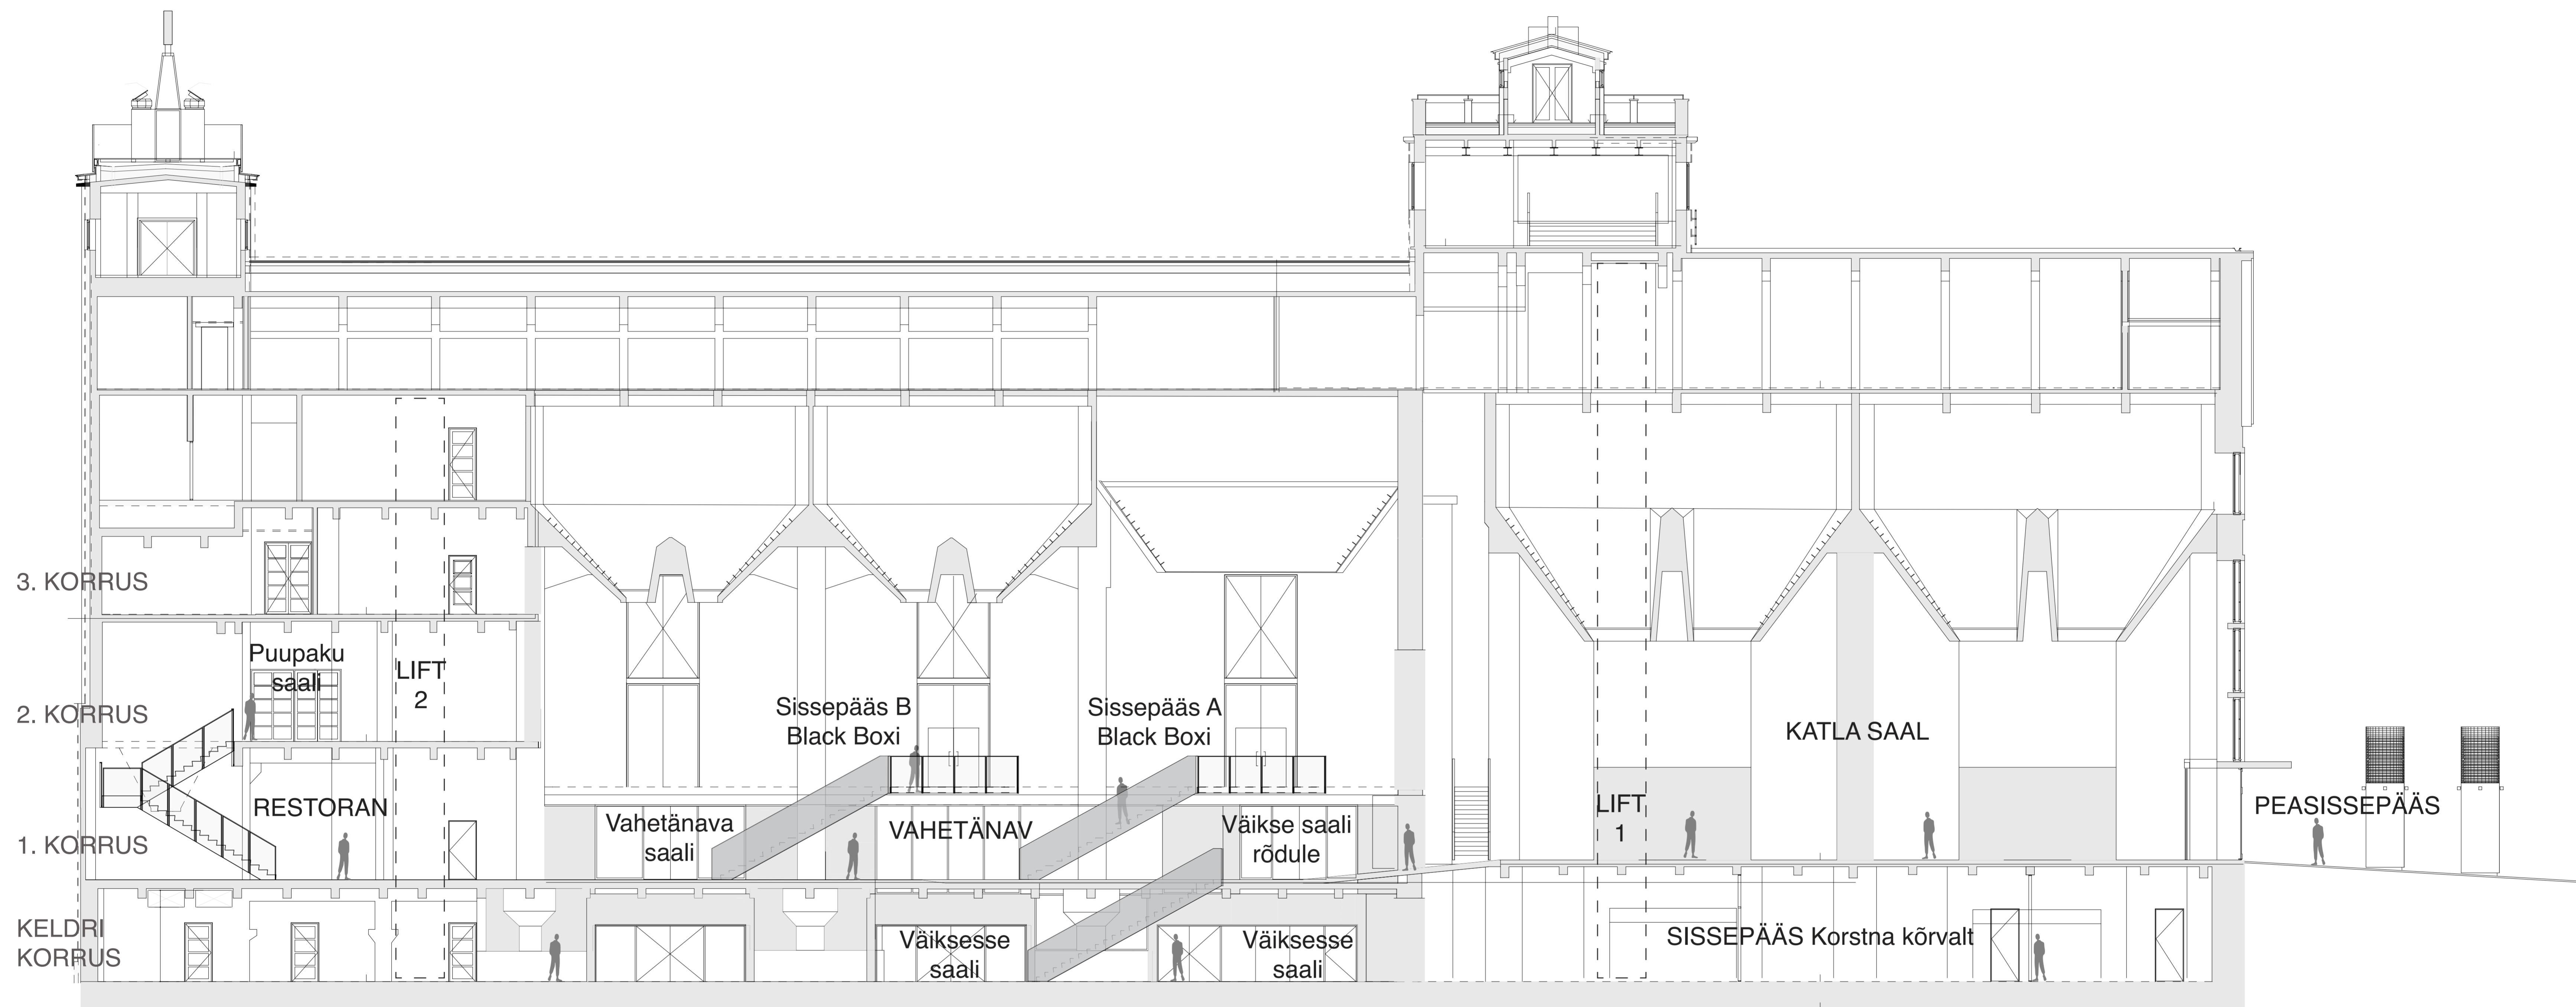 3. KORRUS
Puupaku
saali
LIFT
2
2. KORRUS
Sissepääs B
Black Boxi
Sissepääs A
Black Boxi
KATLA SAAL
RESTORAN
1. KORRUS
Vahetänava
saali
VAHETÄNAV
Väikse saali
rõdule
LIFT
1
PEASISSEPÄÄS
KELDRI
KORRUS
Väiksesse
saali
Väiksesse
saali
SISSEPÄÄS Korstna kõrvalt